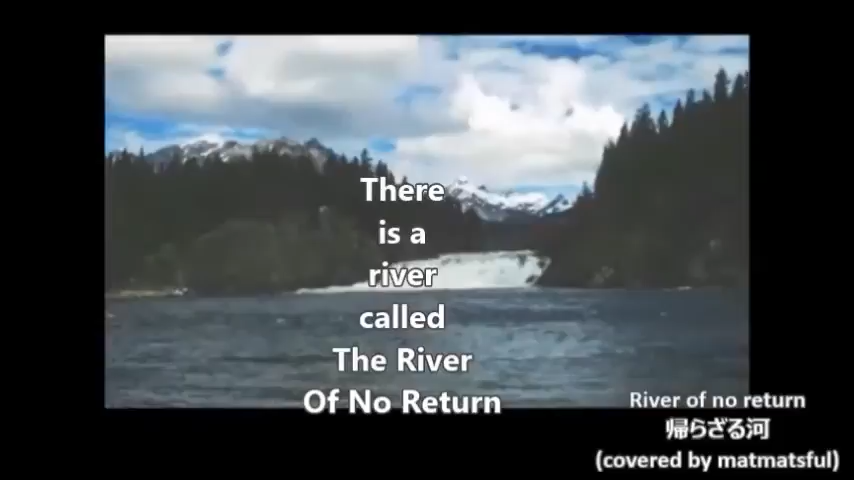 There
is a
river
called
The River
Of No Return
River of no return
帰らざる河
(covered by matmatsful)